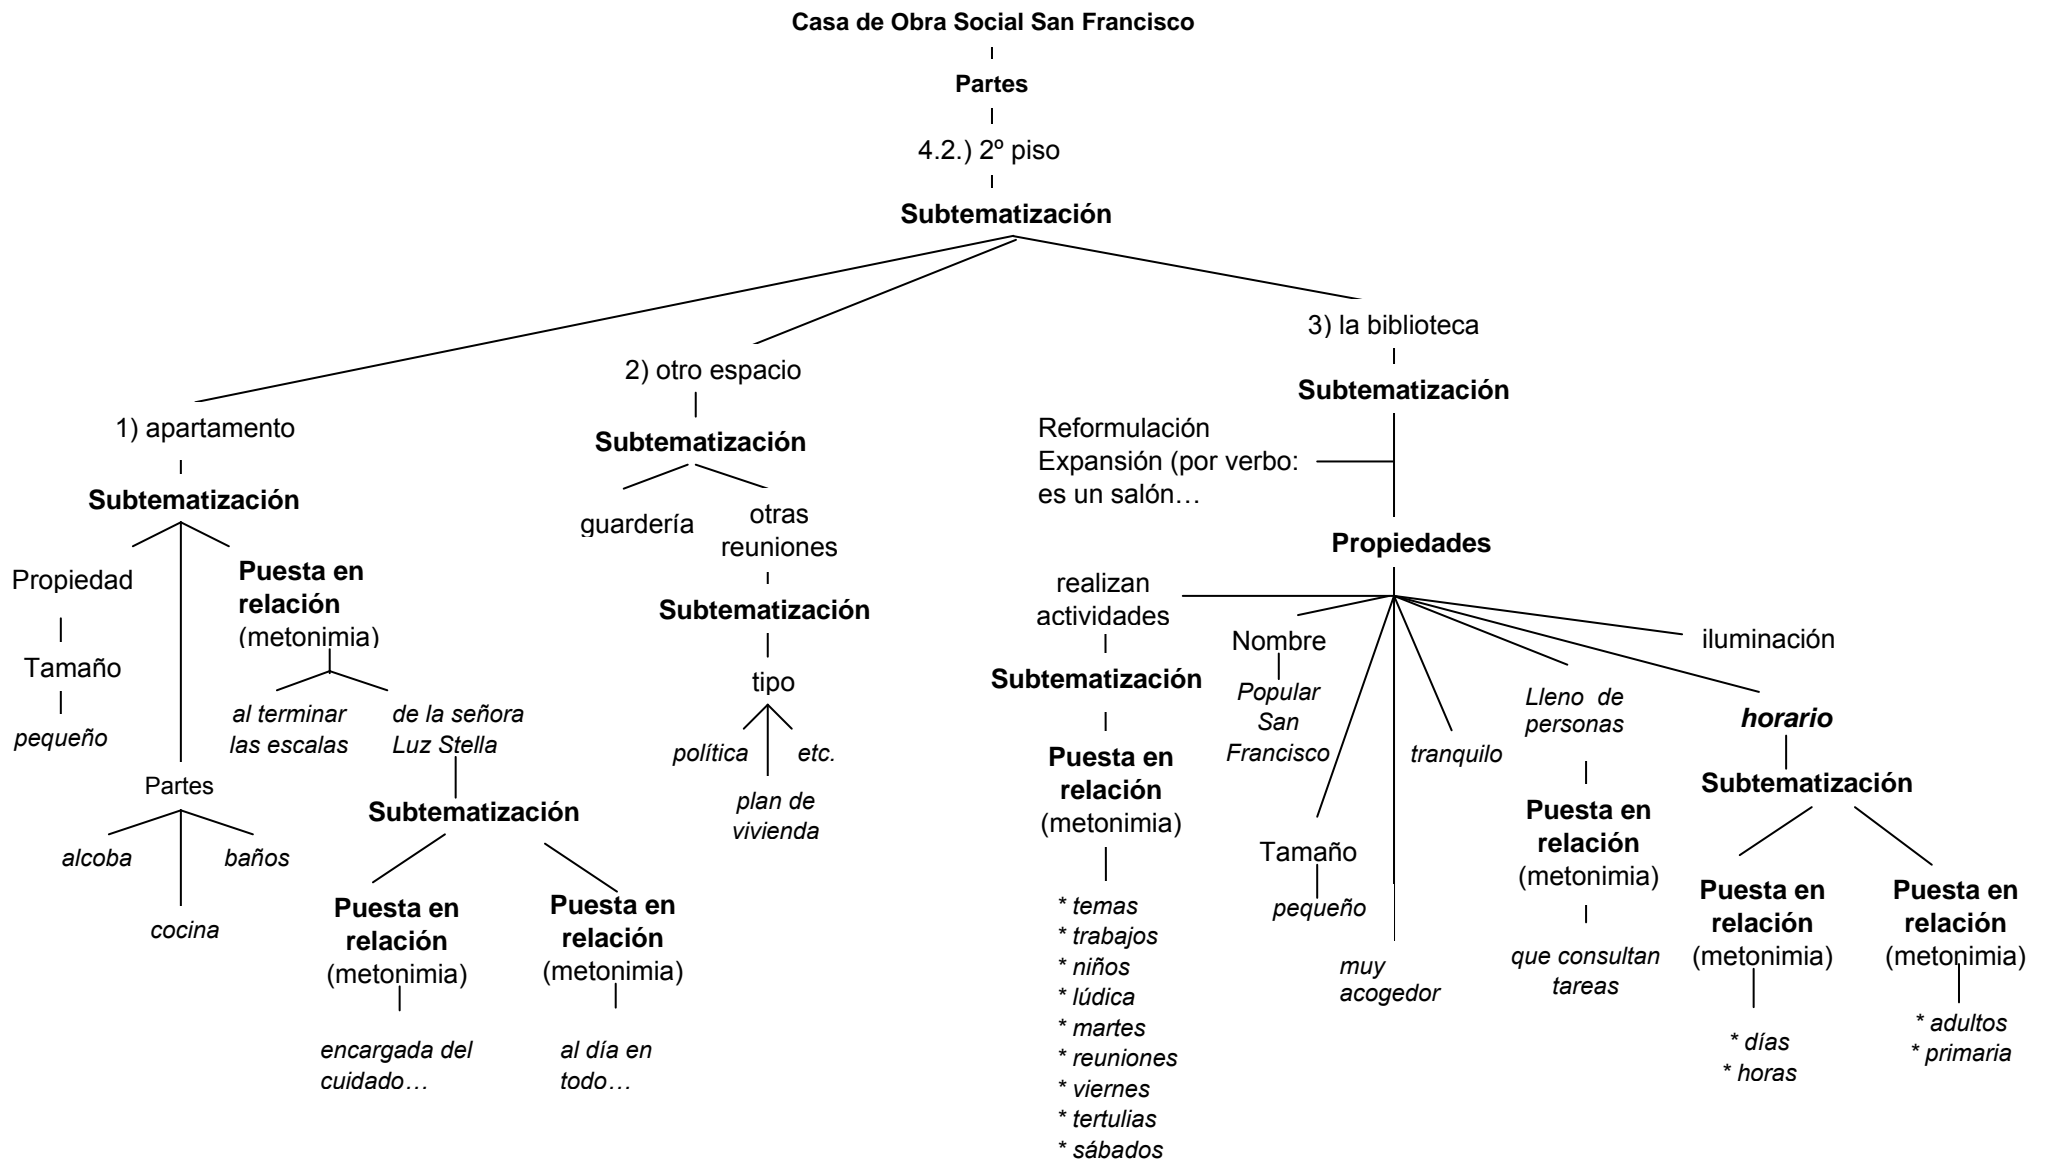 Casa de Obra Social San Francisco
Partes
4.2.) 2º piso
Subtematización
1) apartamento
Subtematización
Propiedad
Tamaño
pequeño
Partes
alcoba
cocina
baños
Puesta en
relación
(metonimia)
al terminar
las escalas
de la señora
Luz Stella
Subtematización
Puesta en
relación
(metonimia)
encargada del
cuidado…
Puesta en
relación
(metonimia)
al día en
todo…
2) otro espacio
Subtematización
guardería
otras
reuniones
Subtematización
tipo
política
plan de
vivienda
etc.
3) la biblioteca
Subtematización
Reformulación
Expansión (por verbo:
es un salón…
Propiedades
realizan
actividades
Subtematización
Puesta en
relación
(metonimia)
* temas
* trabajos
* niños
* lúdica
* martes
* reuniones
* viernes
* tertulias
* sábados
Nombre
Popular
San
Francisco
Tamaño
pequeño
muy
acogedor
tranquilo
Lleno de
personas
Puesta en
relación
(metonimia)
que consultan
tareas
horario
Subtematización
Puesta en
relación
(metonimia)
* días
* horas
Puesta en
relación
(metonimia)
* adultos
* primaria
iluminación